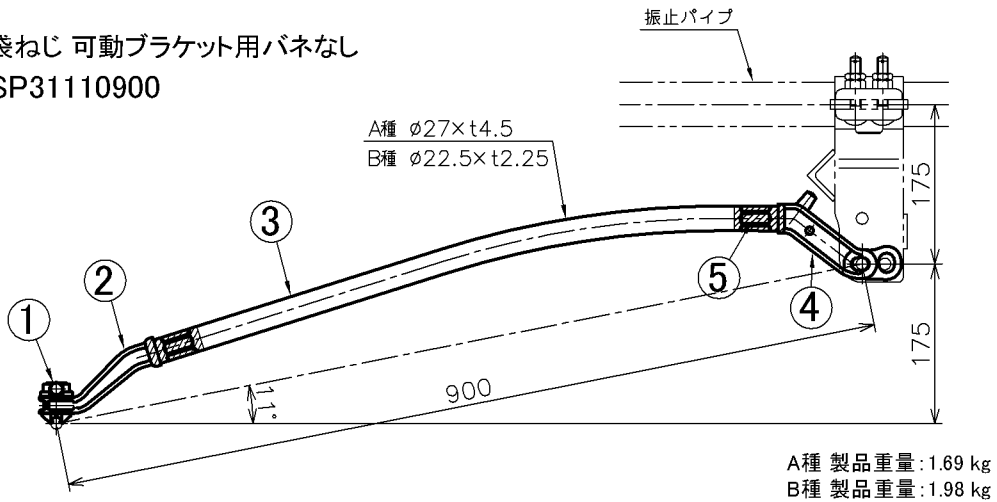 袋ねじ 可動ブラケット用バネなし
SP31110900
振止パイプ
A種 φ27×t4.5
B種 φ22.5×t2.25
175
③
②
⑤
①
④
175
900
11°
A種 製品重量:1.69 kg
B種 製品重量:1.98 kg